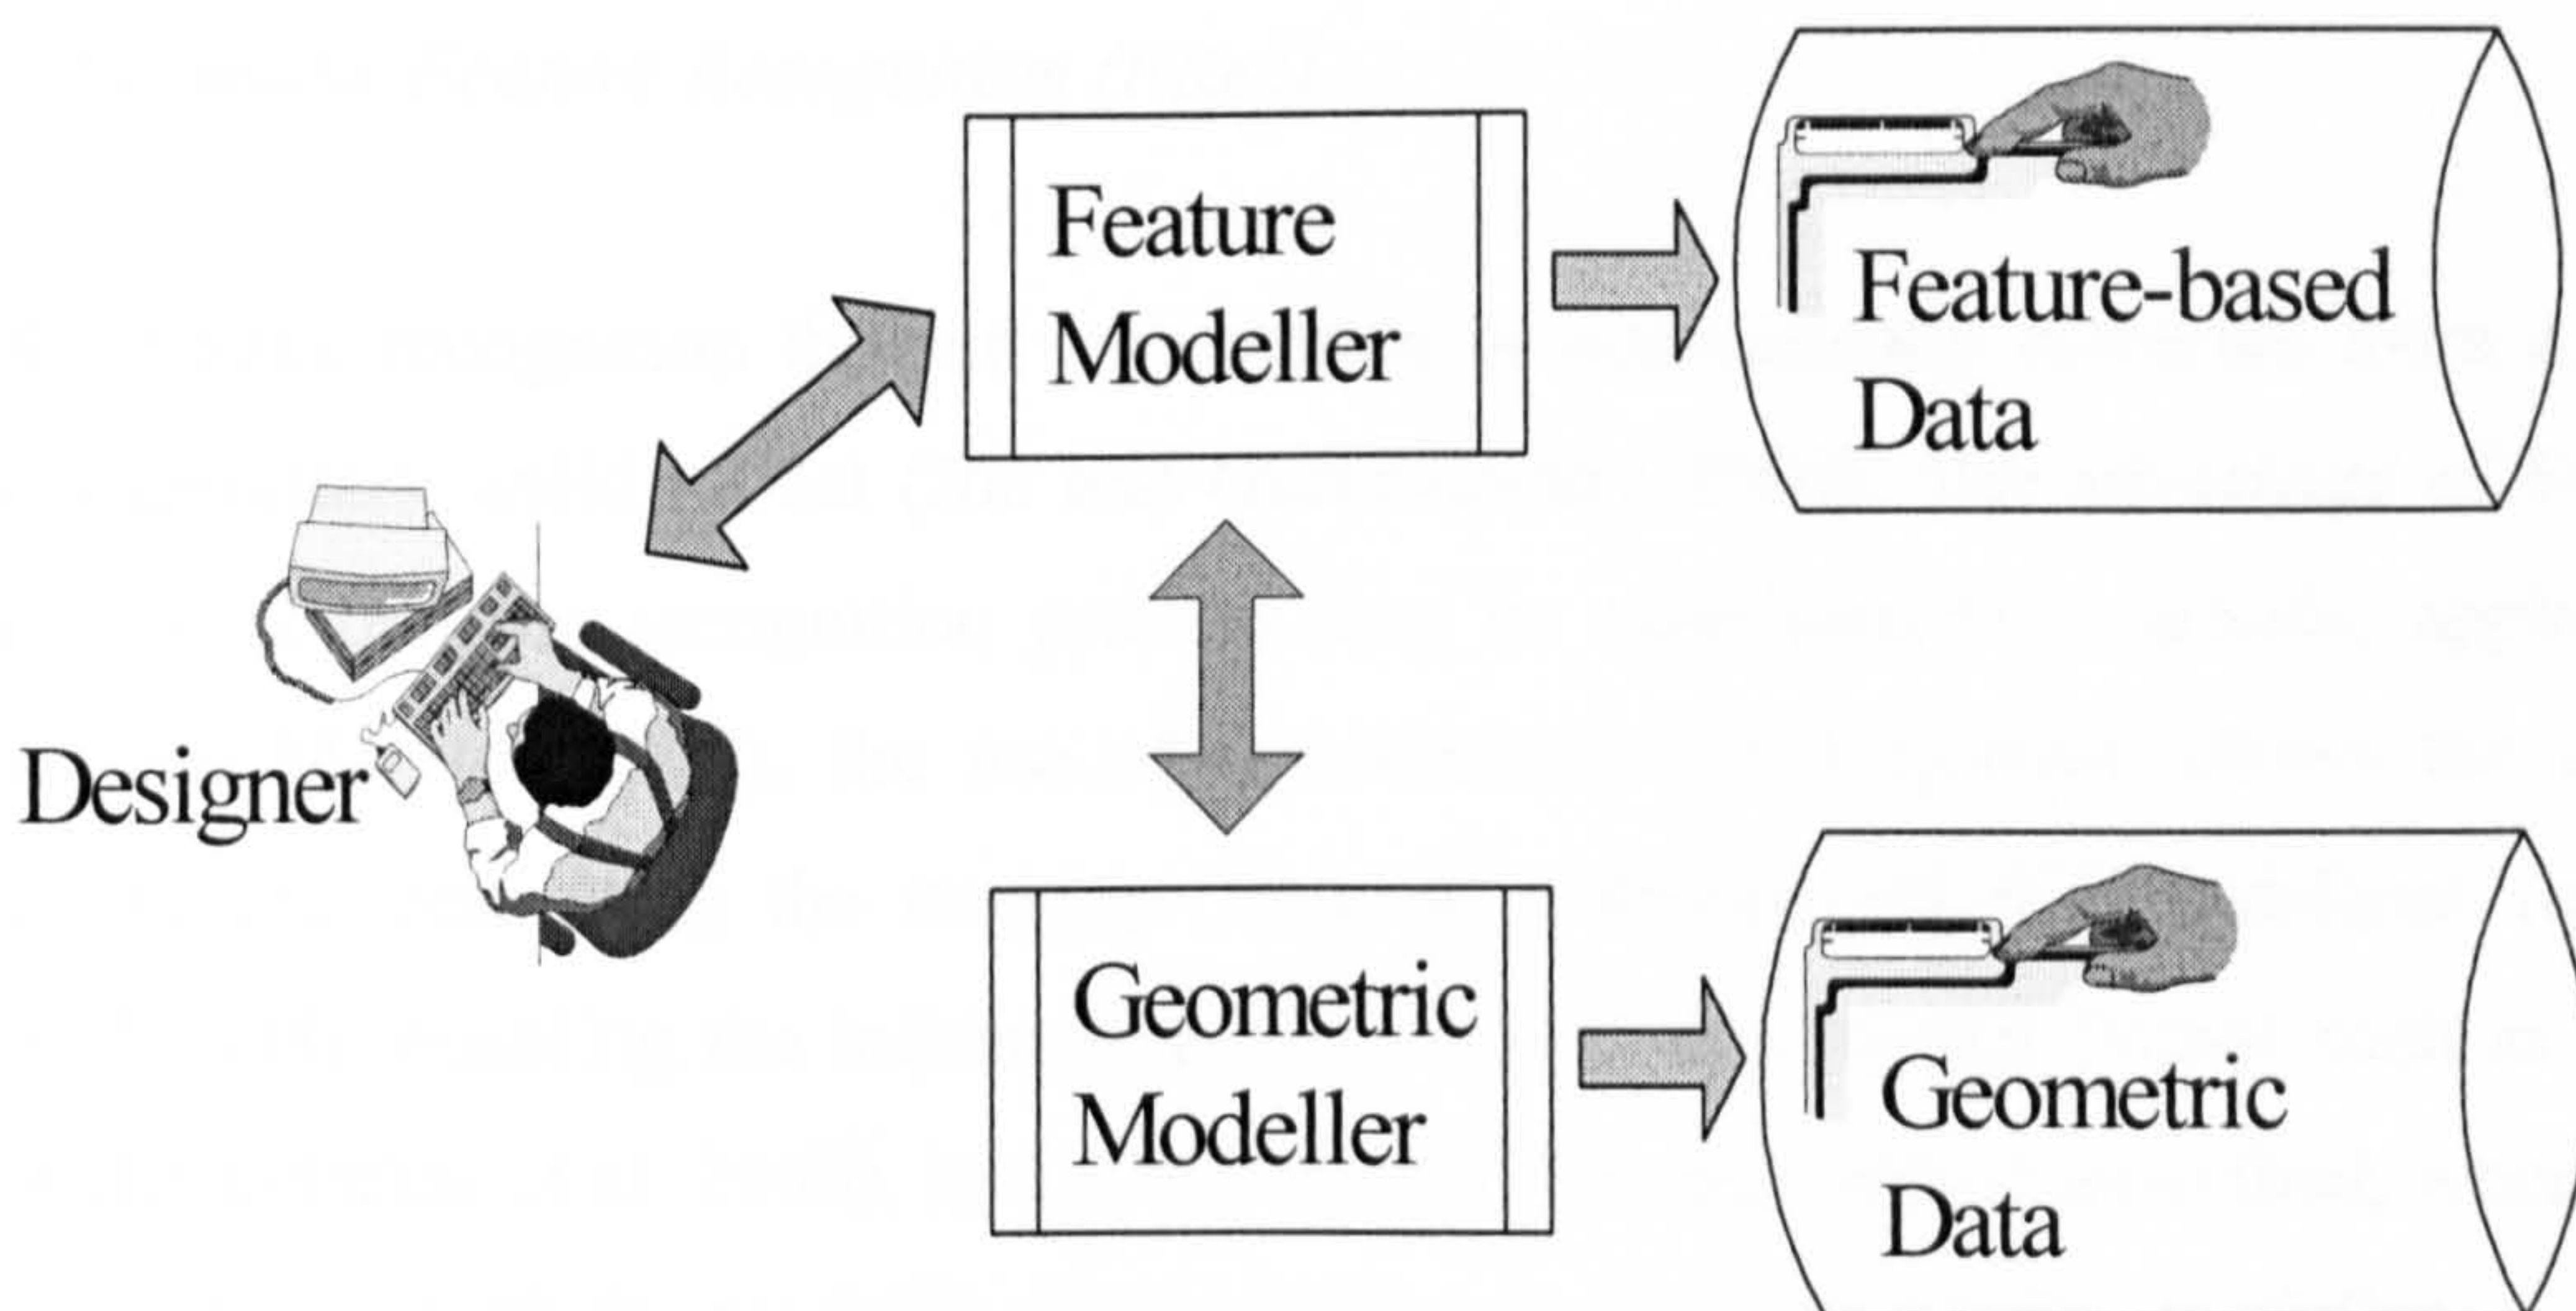 Feature
Modeller
Feature-based
Data
Designer
Geometric
Modeller
Geometric
Data